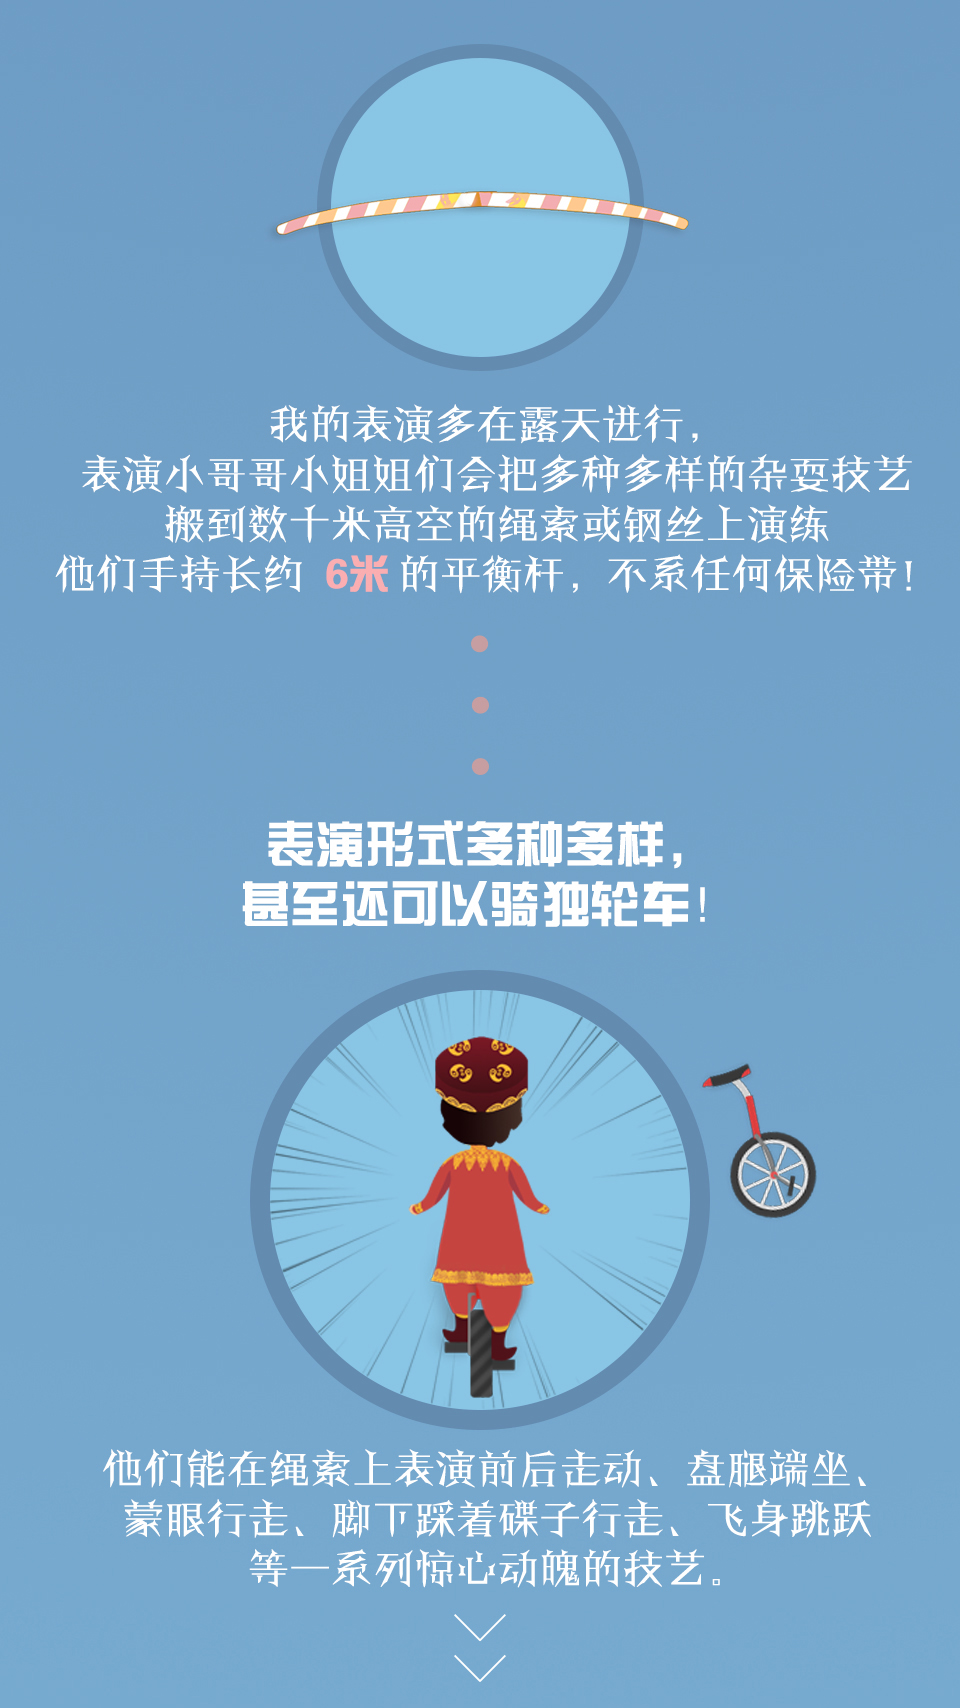 我的表演多在露天进行，
表演小哥哥小姐姐们会把多种多样的杂耍技艺
搬到数十米高空的绳索或钢丝上演练
他们手持长约 6米 的平衡杆，不系任何保险带！
表演形式多种多样，
甚至还可以骑独轮车！
他们能在绳索上表演前后走动、盘腿端坐、
蒙眼行走、脚下踩着碟子行走、飞身跳跃
等一系列惊心动魄的技艺。